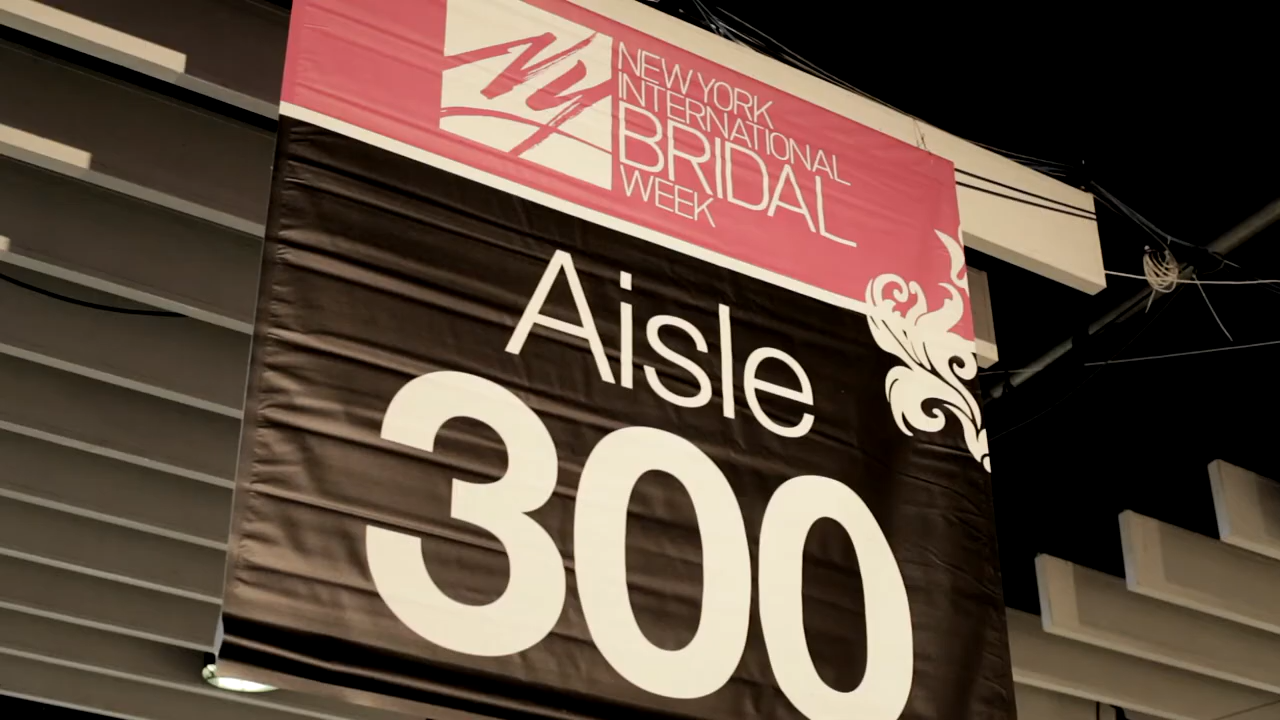 NY
NEW YORK
INTERNATIONAL
BRIDAL
WEEK
Aisle
300